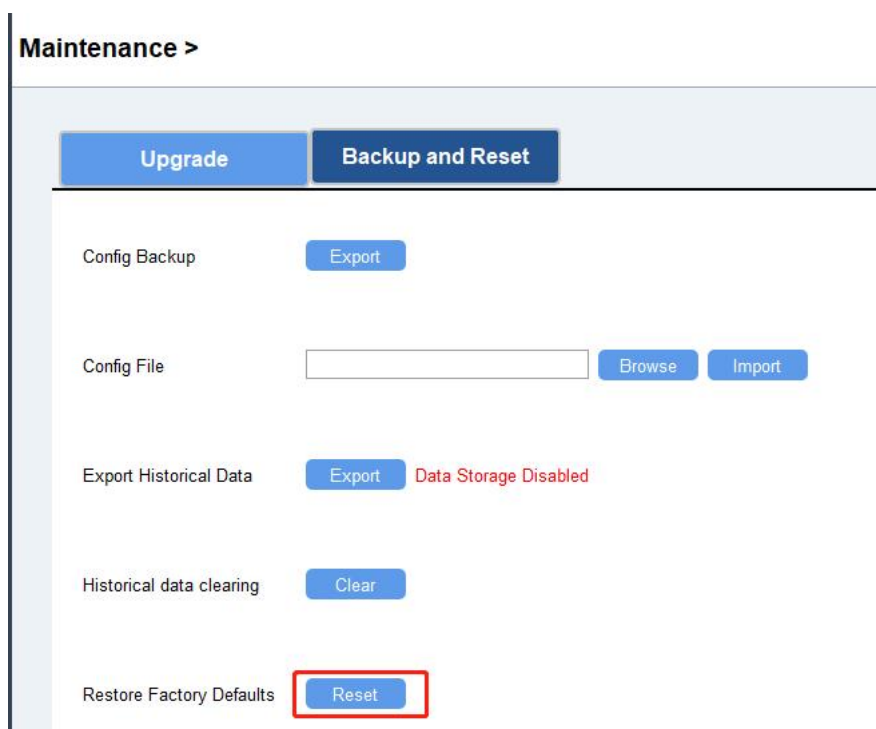 Maintenance >
Upgrade
Backup and Reset
Config Backup
Export
Config File
Browse
Import
Export Historical Data
Export
Data Storage Disabled
Historical data clearing
Clear
Restore Factory Defaults
Reset